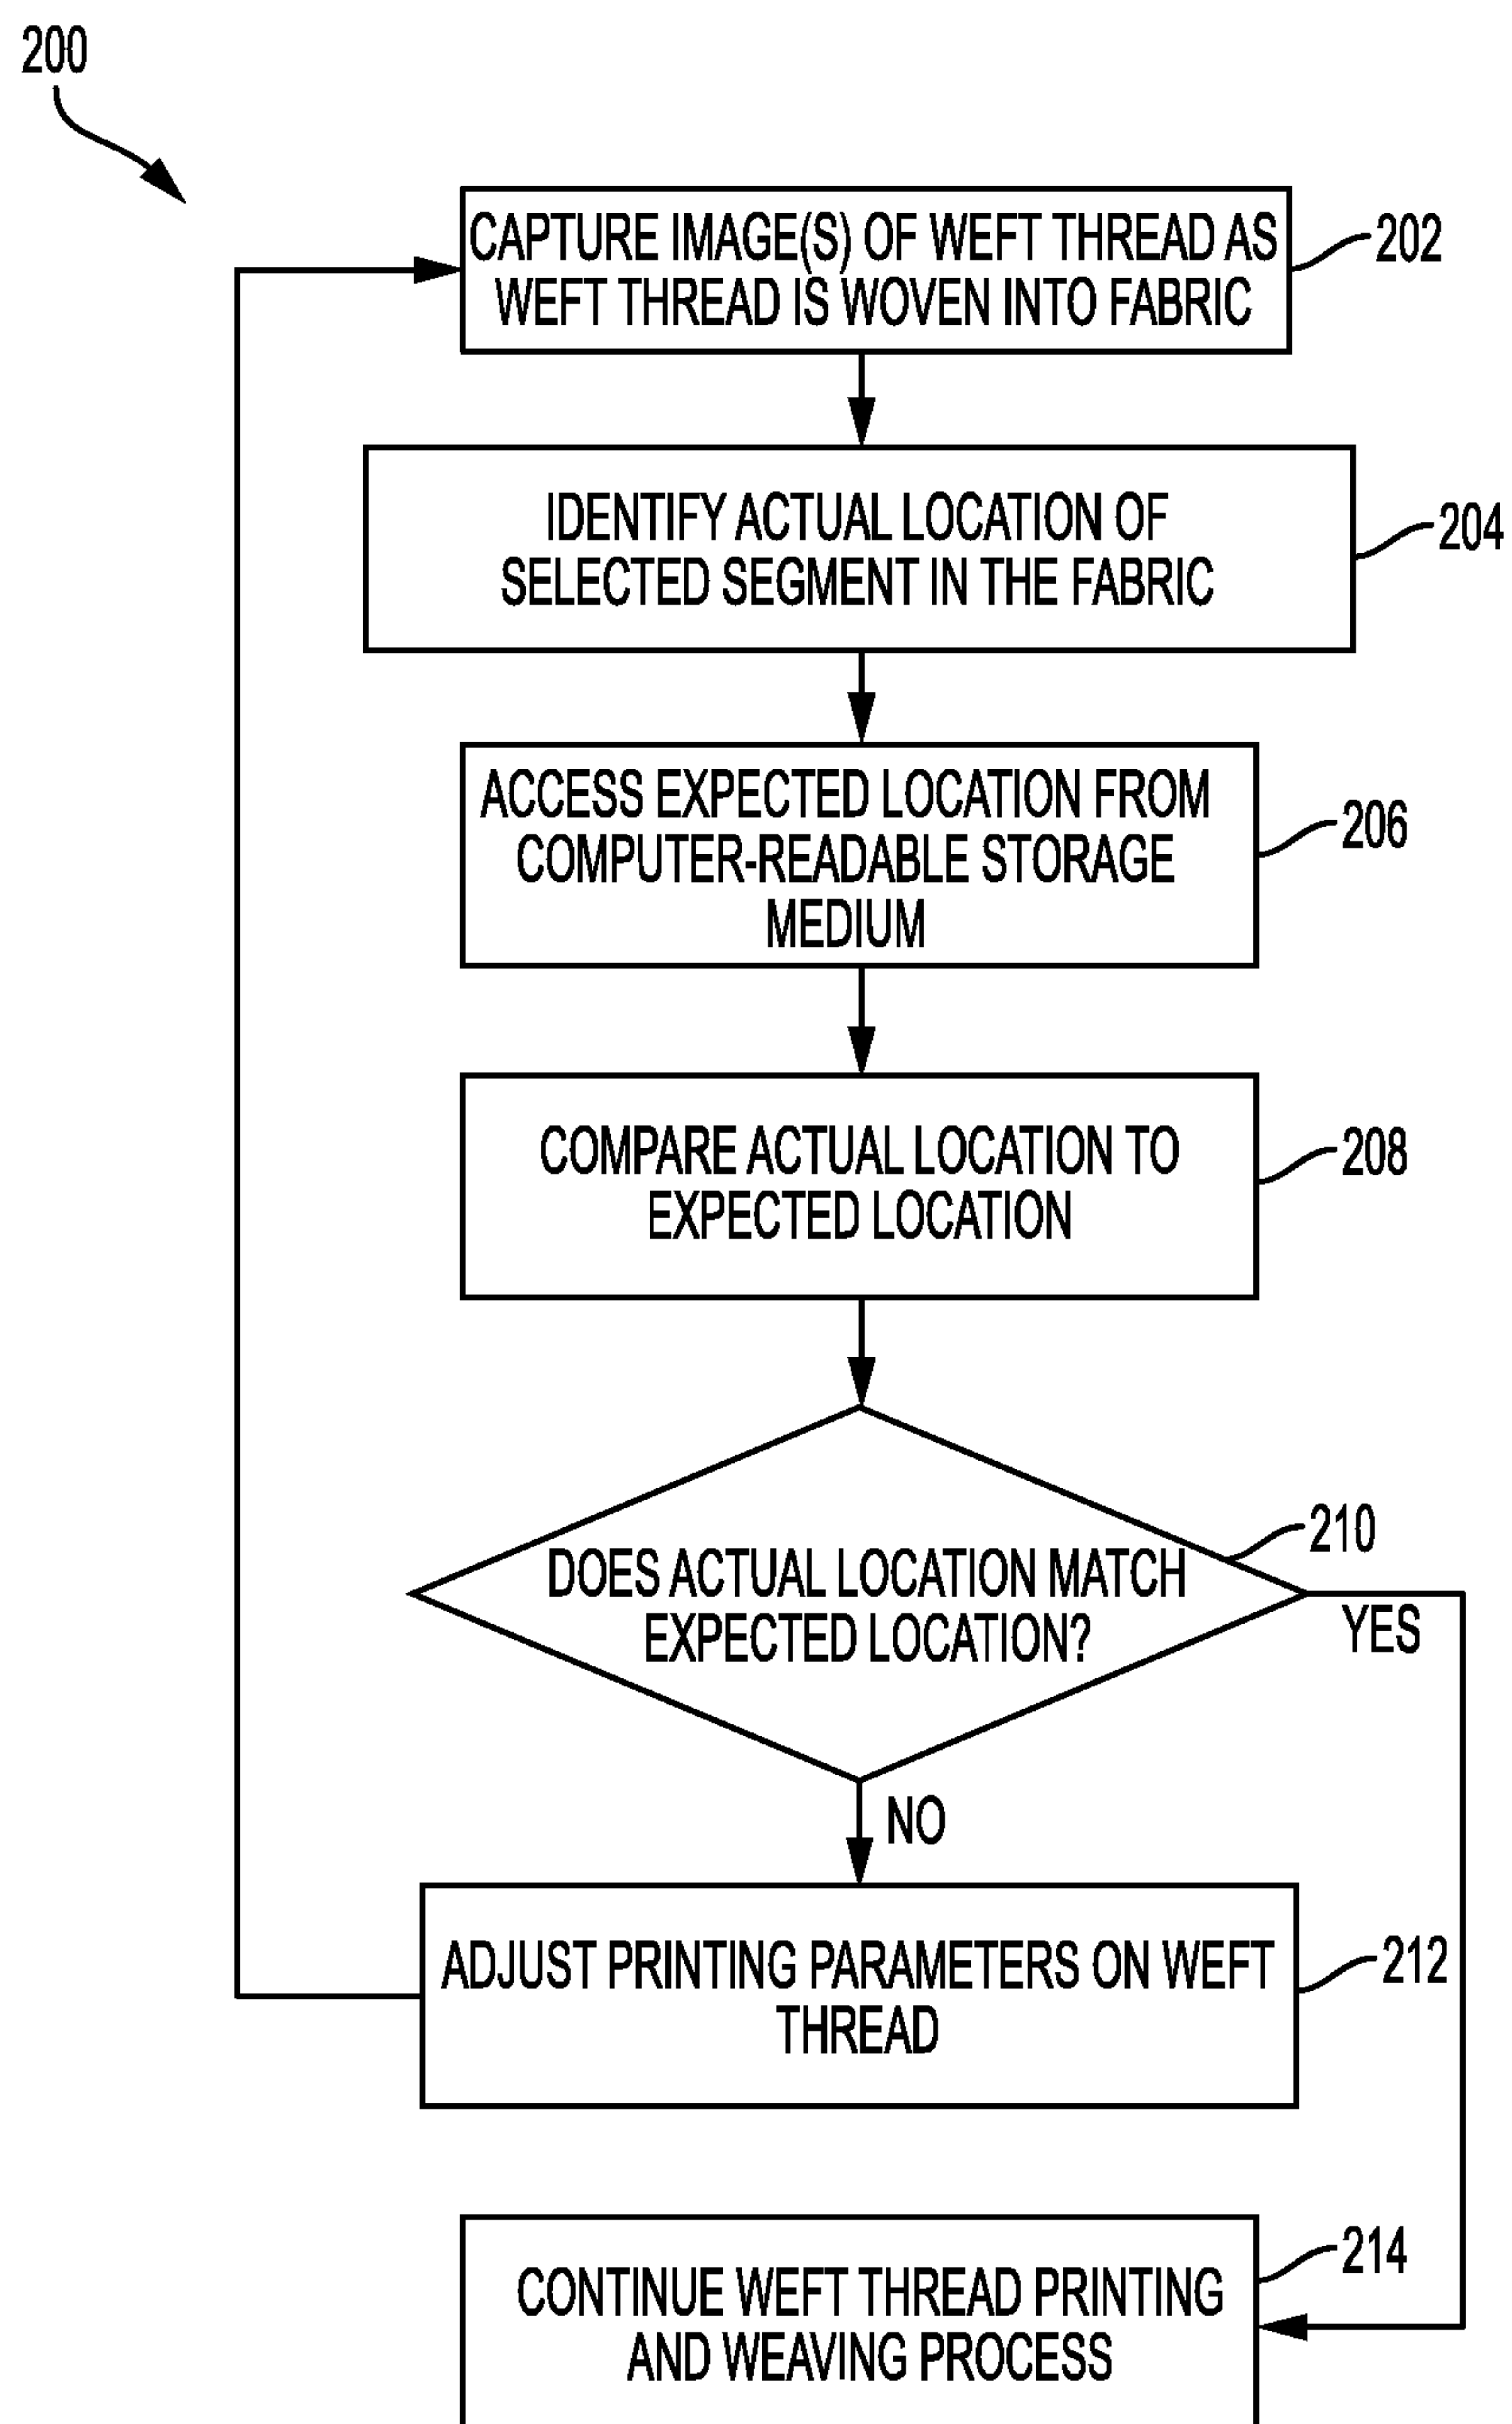 200
CAPTURE IMAGE(S) OF WEFT THREAD AS
WEFT THREAD IS WOVEN INTO FABRIC
202
IDENTIFY ACTUAL LOCATION OF
SELECTED SEGMENT IN THE FABRIC
204
ACCESS EXPECTED LOCATION FROM
COMPUTER-READABLE STORAGE
MEDIUM
206
COMPARE ACTUAL LOCATION TO
EXPECTED LOCATION
208
DOES ACTUAL LOCATION MATCH
EXPECTED LOCATION?
210
YES
NO
ADJUST PRINTING PARAMETERS ON WEFT
THREAD
212
CONTINUE WEFT THREAD PRINTING
AND WEAVING PROCESS
214